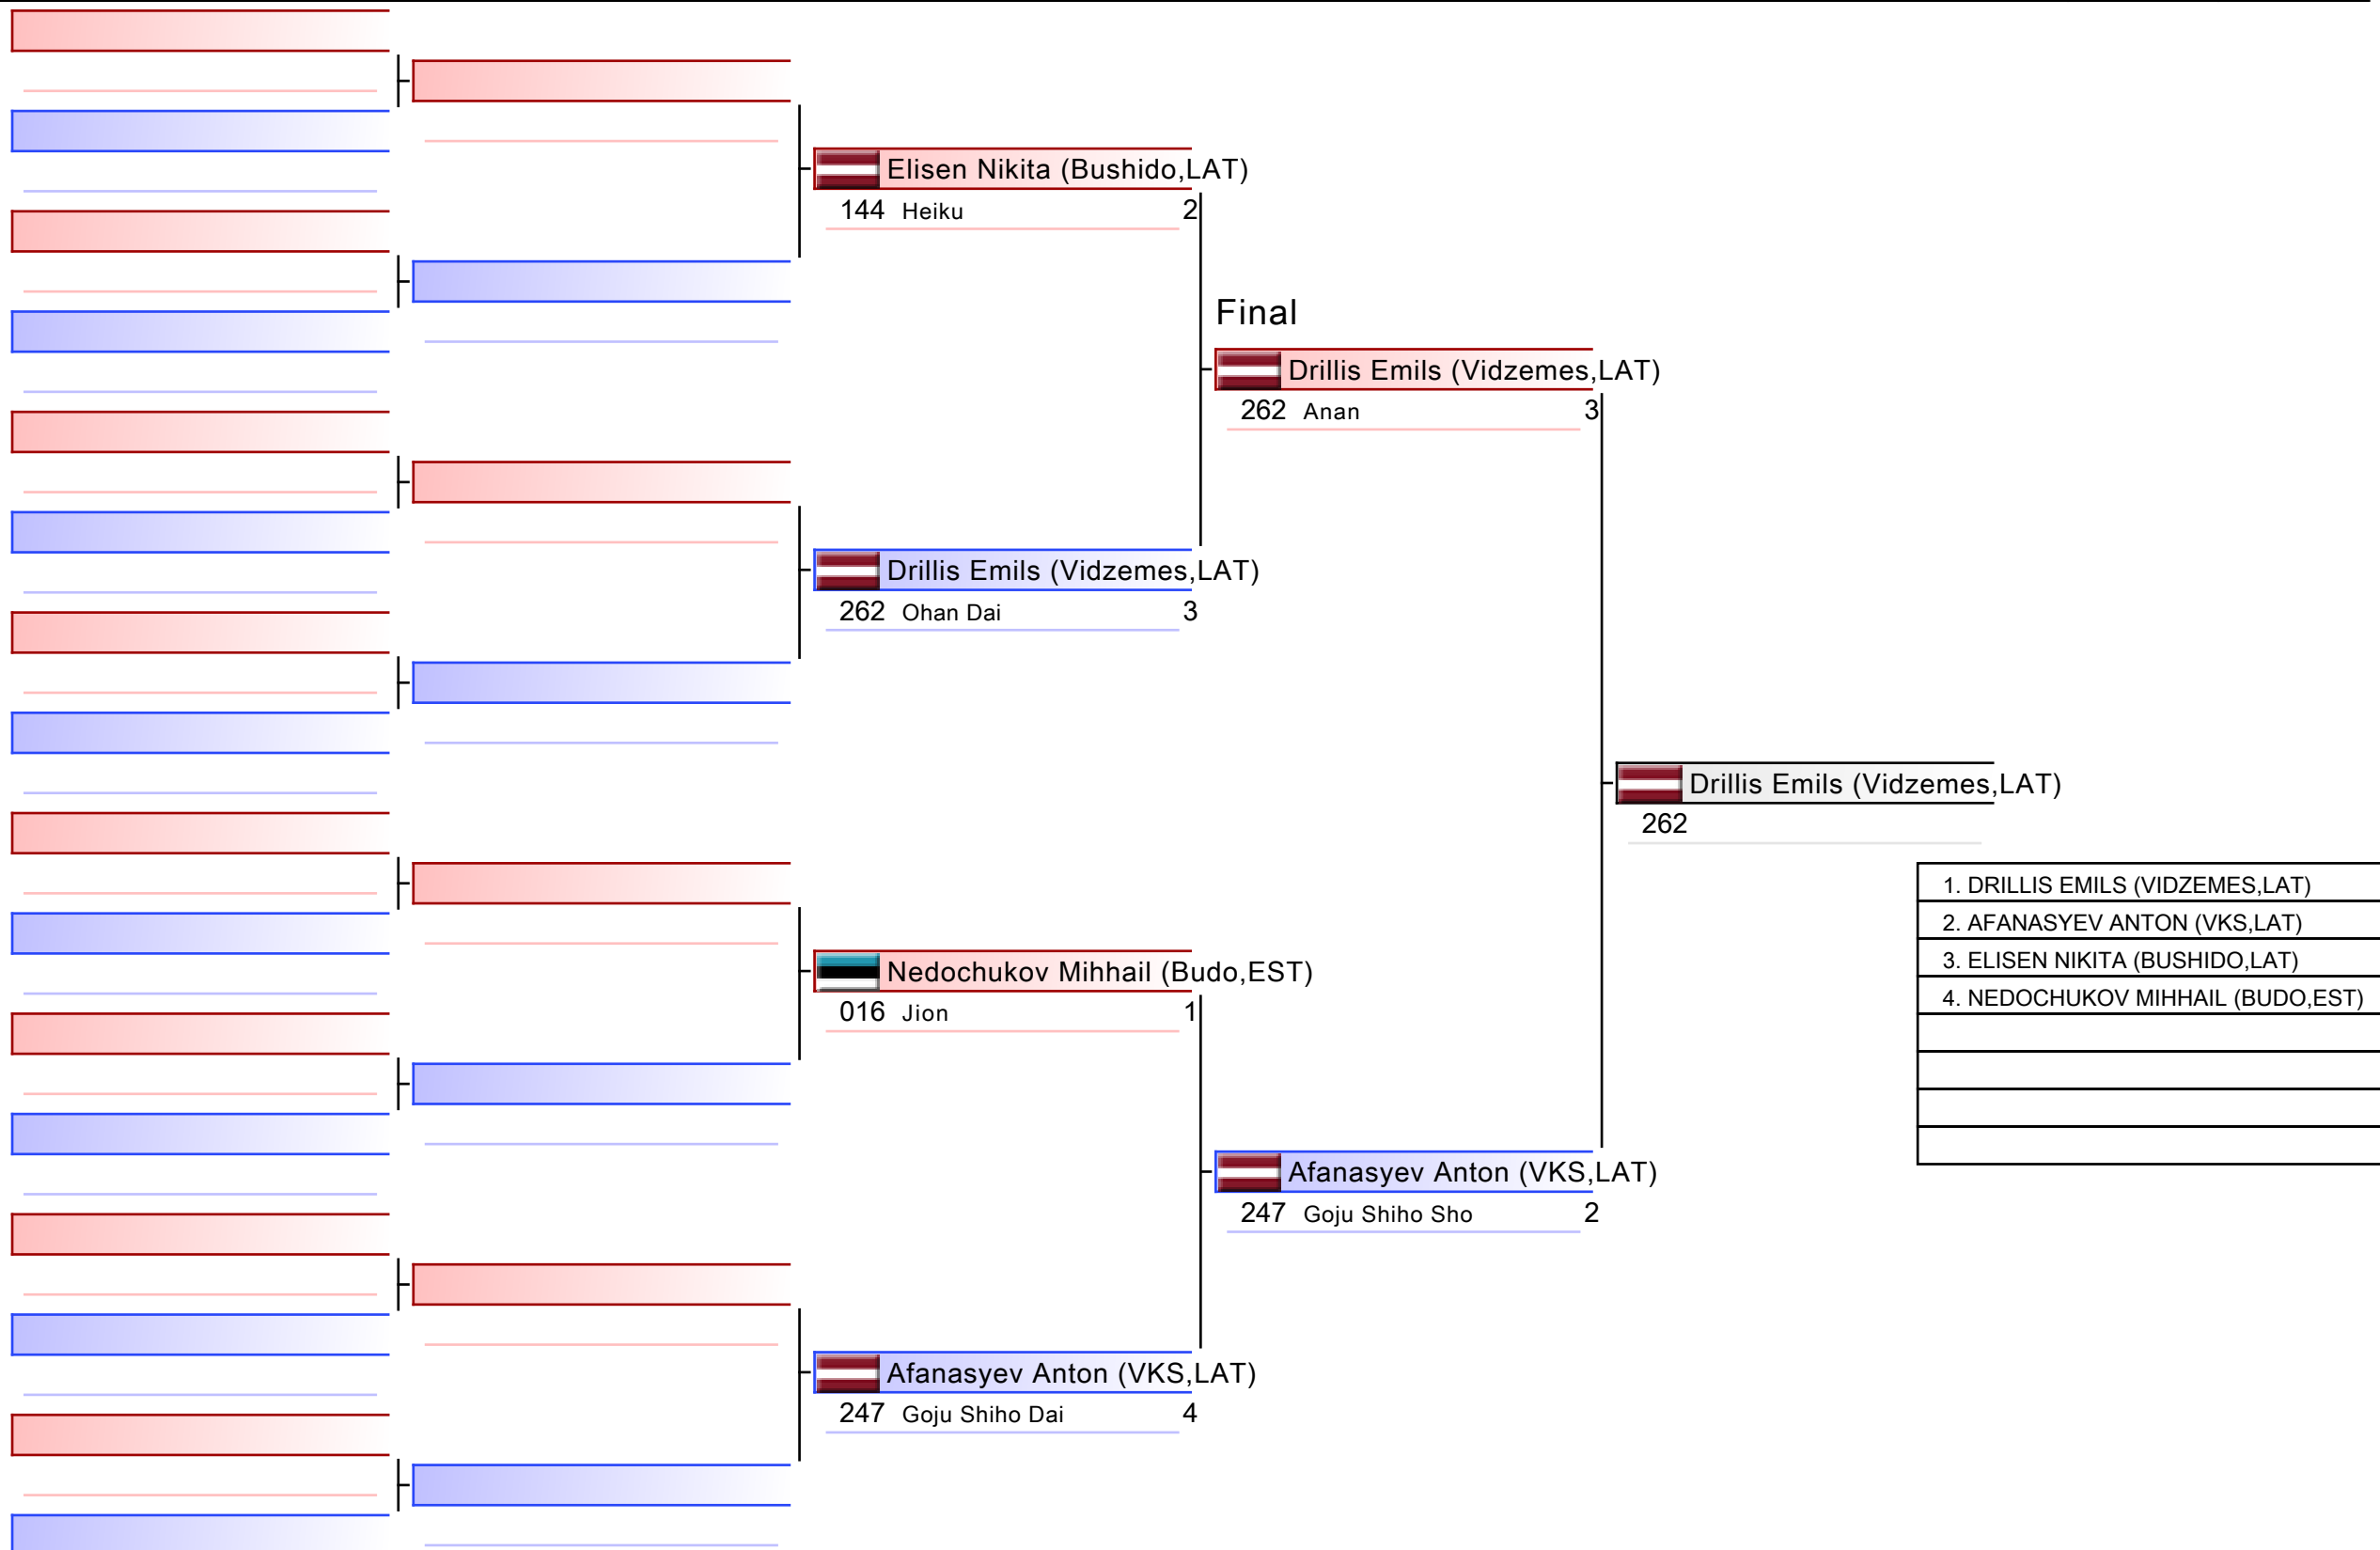 Elisen Nikita (Bushido,LAT)
144 Heiku 2
Final
Drillis Emils (Vidzemes,LAT)
262 Anan 3
Drillis Emils (Vidzemes,LAT)
262 Ohan Dai 3
Drillis Emils (Vidzemes,LAT)
262
1. DRILLIS EMILS (VIDZEMES,LAT)
2. AFANASYEV ANTON (VKS,LAT)
3. ELISEN NIKITA (BUSHIDO,LAT)
4. NEDOCHUKOV MIHHAIL (BUDO,EST)
Nedochukov Mihhail (Budo,EST)
016 Jion 1
Afanasyev Anton (VKS,LAT)
247 Goju Shiho Sho 2
Afanasyev Anton (VKS,LAT)
247 Goju Shiho Dai 4